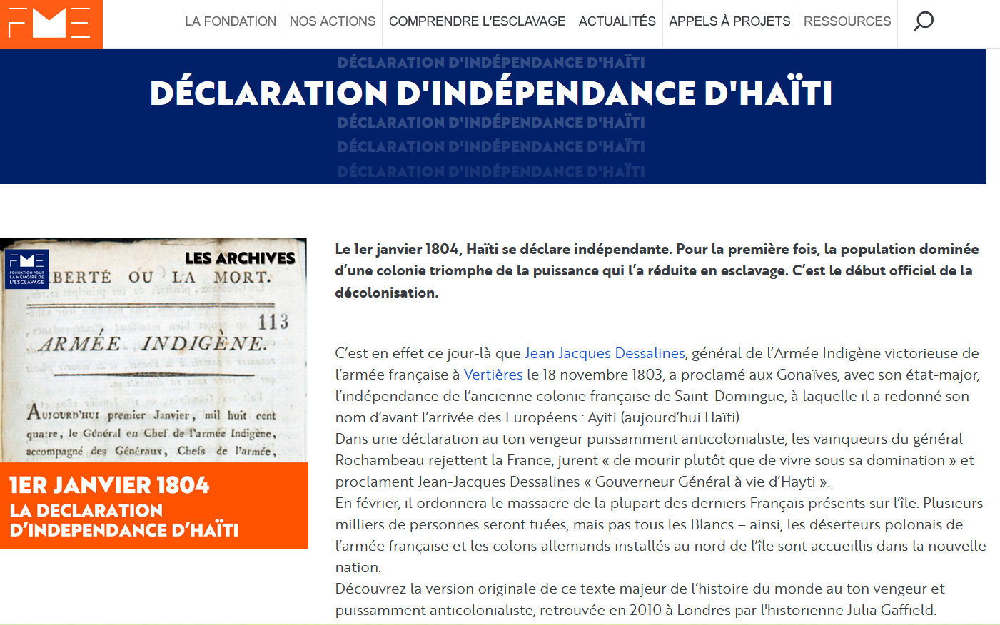 FME
LA FONDATION
NOS ACTIONS
COMPRENDRE L'ESCLAVAGE
ACTUALITÉS
APPELS À PROJETS
RESSOURCES
DÉCLARATION D'INDÉPENDANCE D'HAÏTI
DÉCLARATION D'INDÉPENDANCE D'HAÏTI
DÉCLARATION D'INDÉPENDANCE D'HAÏTI
DÉCLARATION D'INDÉPENDANCE D'HAÏTI
DÉCLARATION D'INDÉPENDANCE D'HAÏTI
FME
FONDATION POUR
LA MÉMOIRE DE
L'ESCLAVAGE
LES ARCHIVES
BERTÉ OU LA MORT.
113
ARMÉE INDIGÈNE.
AUJOURD'HUI premier Janvier, mil huit cent
quatre, le Général en Chef de l'armée Indigène,
accompagné des Généraux, Chefs de l'armée,
1ER JANVIER 1804
LA DECLARATION
D'INDEPENDANCE D'HAÏTI
Le 1er janvier 1804, Haïti se déclare indépendante. Pour la première fois, la population dominée
d'une colonie triomphe de la puissance qui l'a réduite en esclavage. C'est le début officiel de la
décolonisation.
C'est en effet ce jour-là que Jean Jacques Dessalines, général de l'Armée Indigène victorieuse de
l'armée française à Vertières le 18 novembre 1803, a proclamé aux Gonaïves, avec son état-major,
l'indépendance de l'ancienne colonie française de Saint-Domingue, à laquelle il a redonné son
nom d'avant l'arrivée des Européens : Ayiti (aujourd'hui Haïti).
Dans une déclaration au ton vengeur puissamment anticolonialiste, les vainqueurs du général
Rochambeau rejettent la France, jurent « de mourir plutôt que de vivre sous sa domination » et
proclament Jean-Jacques Dessalines « Gouverneur Général à vie d'Hayti ».
En février, il ordonnera le massacre de la plupart des derniers Français présents sur l'île. Plusieurs
milliers de personnes seront tuées, mais pas tous les Blancs – ainsi, les déserteurs polonais de
l'armée française et les colons allemands installés au nord de l'île sont accueillis dans la nouvelle
nation.
Découvrez la version originale de ce texte majeur de l'histoire du monde au ton vengeur et
puissamment anticolonialiste, retrouvée en 2010 à Londres par l'historienne Julia Gaffield.